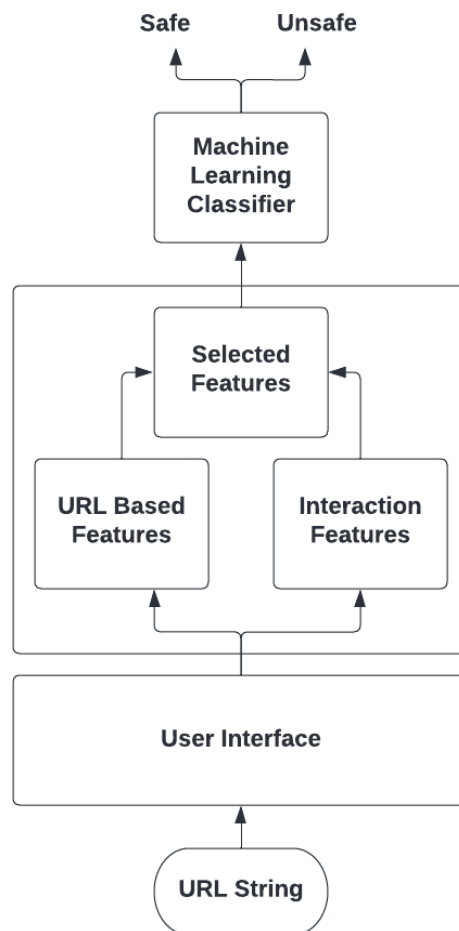 Safe
Unsafe
Machine
Learning
Classifier
Selected
Features
URL Based
Features
Interaction
Features
User Interface
URL String